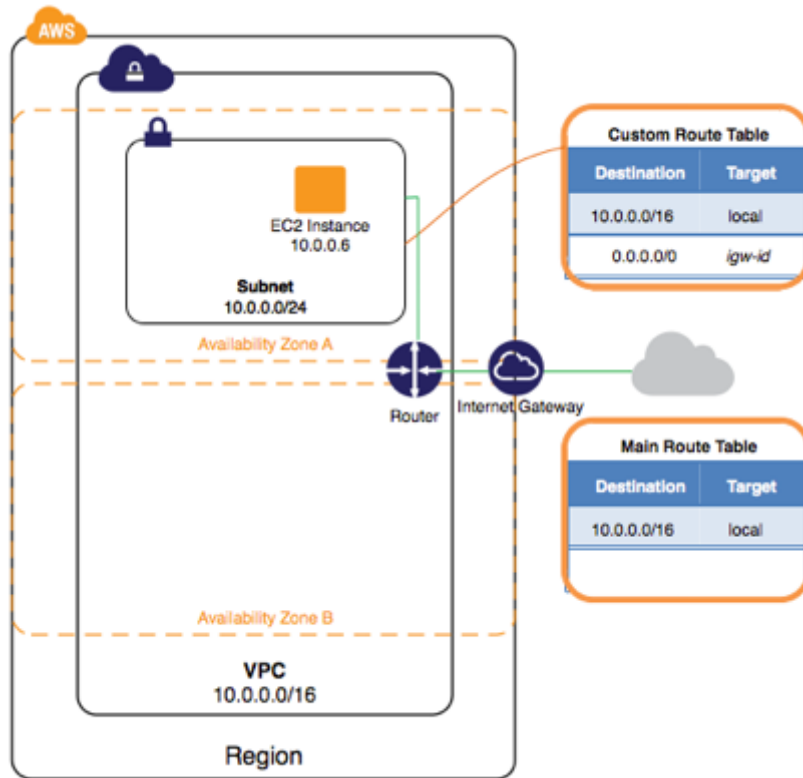 AWS
EC2 Instance
10.0.0.6
Subnet
10.0.0.0/24
Availability Zone A
Router
Internet Gateway
Availability Zone B
VPC
10.0.0.0/16
Region
Custom Route Table
Destination Target
10.0.0.0/16 local
0.0.0.0/0 igw-id
Main Route Table
Destination Target
10.0.0.0/16 local